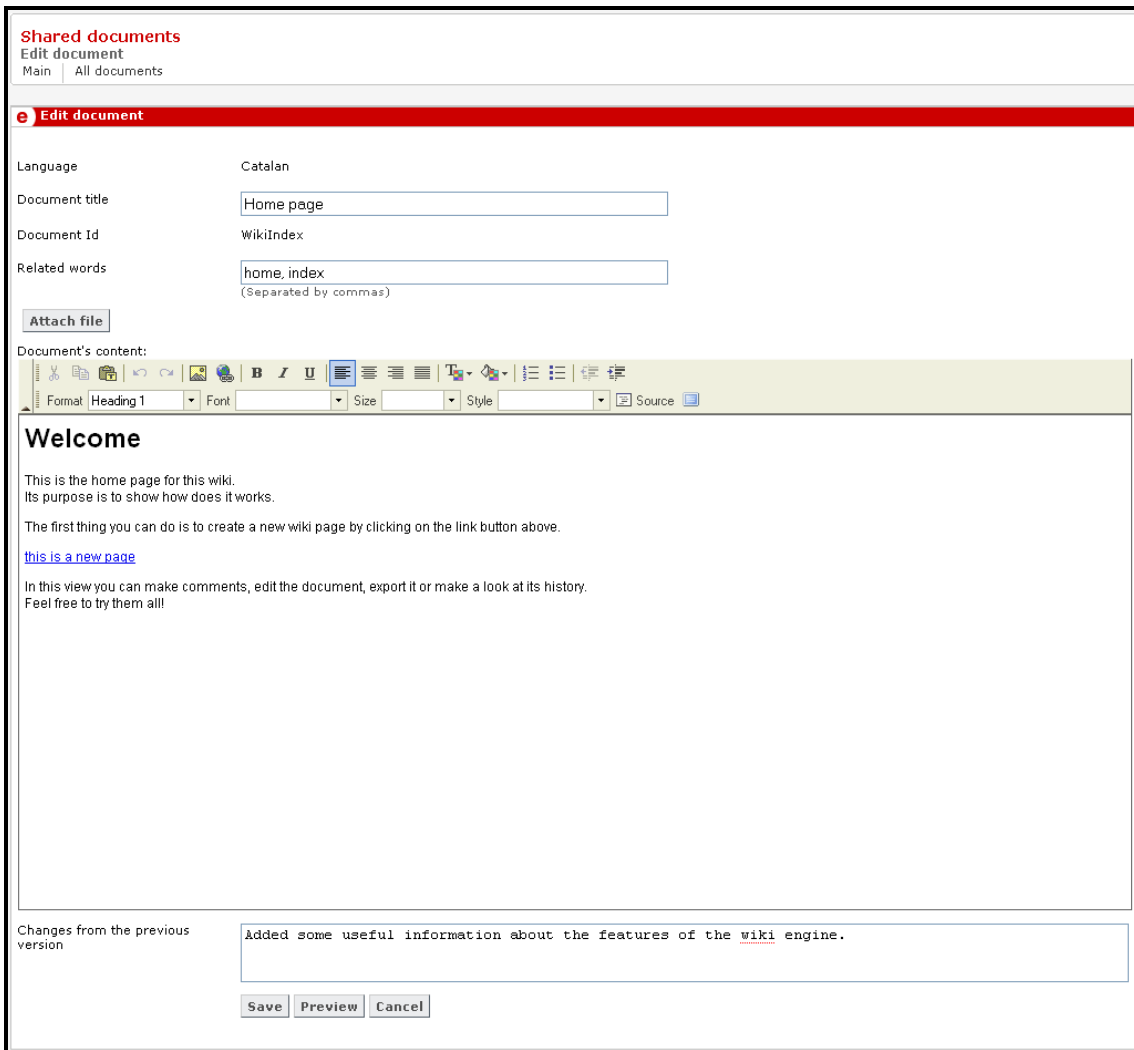 Shared documents
Edit document
Main All documents
e Edit document
Language Catalan
Document title Home page
Document Id WikiIndex
Related words home, index
(Separated by commas)
Attach file
Document's content:
B I U
Format Heading 1 Font Size Style Source
Welcome
This is the home page for this wiki.
Its purpose is to show how does it works.
The first thing you can do is to create a new wiki page by clicking on the link button above.
this is a new page
In this view you can make comments, edit the document, export it or make a look at its history.
Feel free to try them all!
Changes from the previous
version
Added some useful information about the features of the wiki engine.
Save Preview Cancel